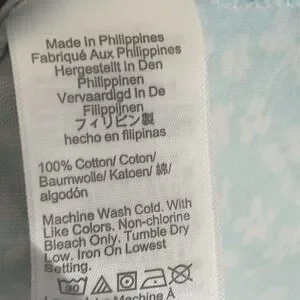 Made In Philippines
Fabriqué Aux Philippines
Hergestellt In Den
Philippinen
Vervaardigd In De
Filippijnen
フィリピン製
hecho en filipinas
100% Cotton/ Coton/
Baumwolle/ Katoen/ 綿/
algodón
Machine Wash Cold. With
Like Colors. Non-chlorine
Bleach Only. Tumble Dry
Low. Iron On Lowest
Setting.
30
Machine À